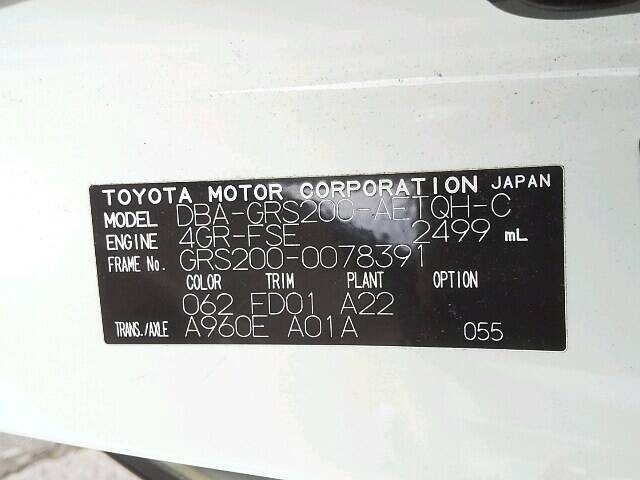 TOYOTA MOTOR CORPORATION JAPAN
MODEL DBA-GRS200-AETQH-C
ENGINE 4GR-FSE 2499 mL
FRAME No. GRS200-0078391
COLOR TRIM PLANT OPTION
062 FD01 A22
TRANS./AXLE A960E A01A 055